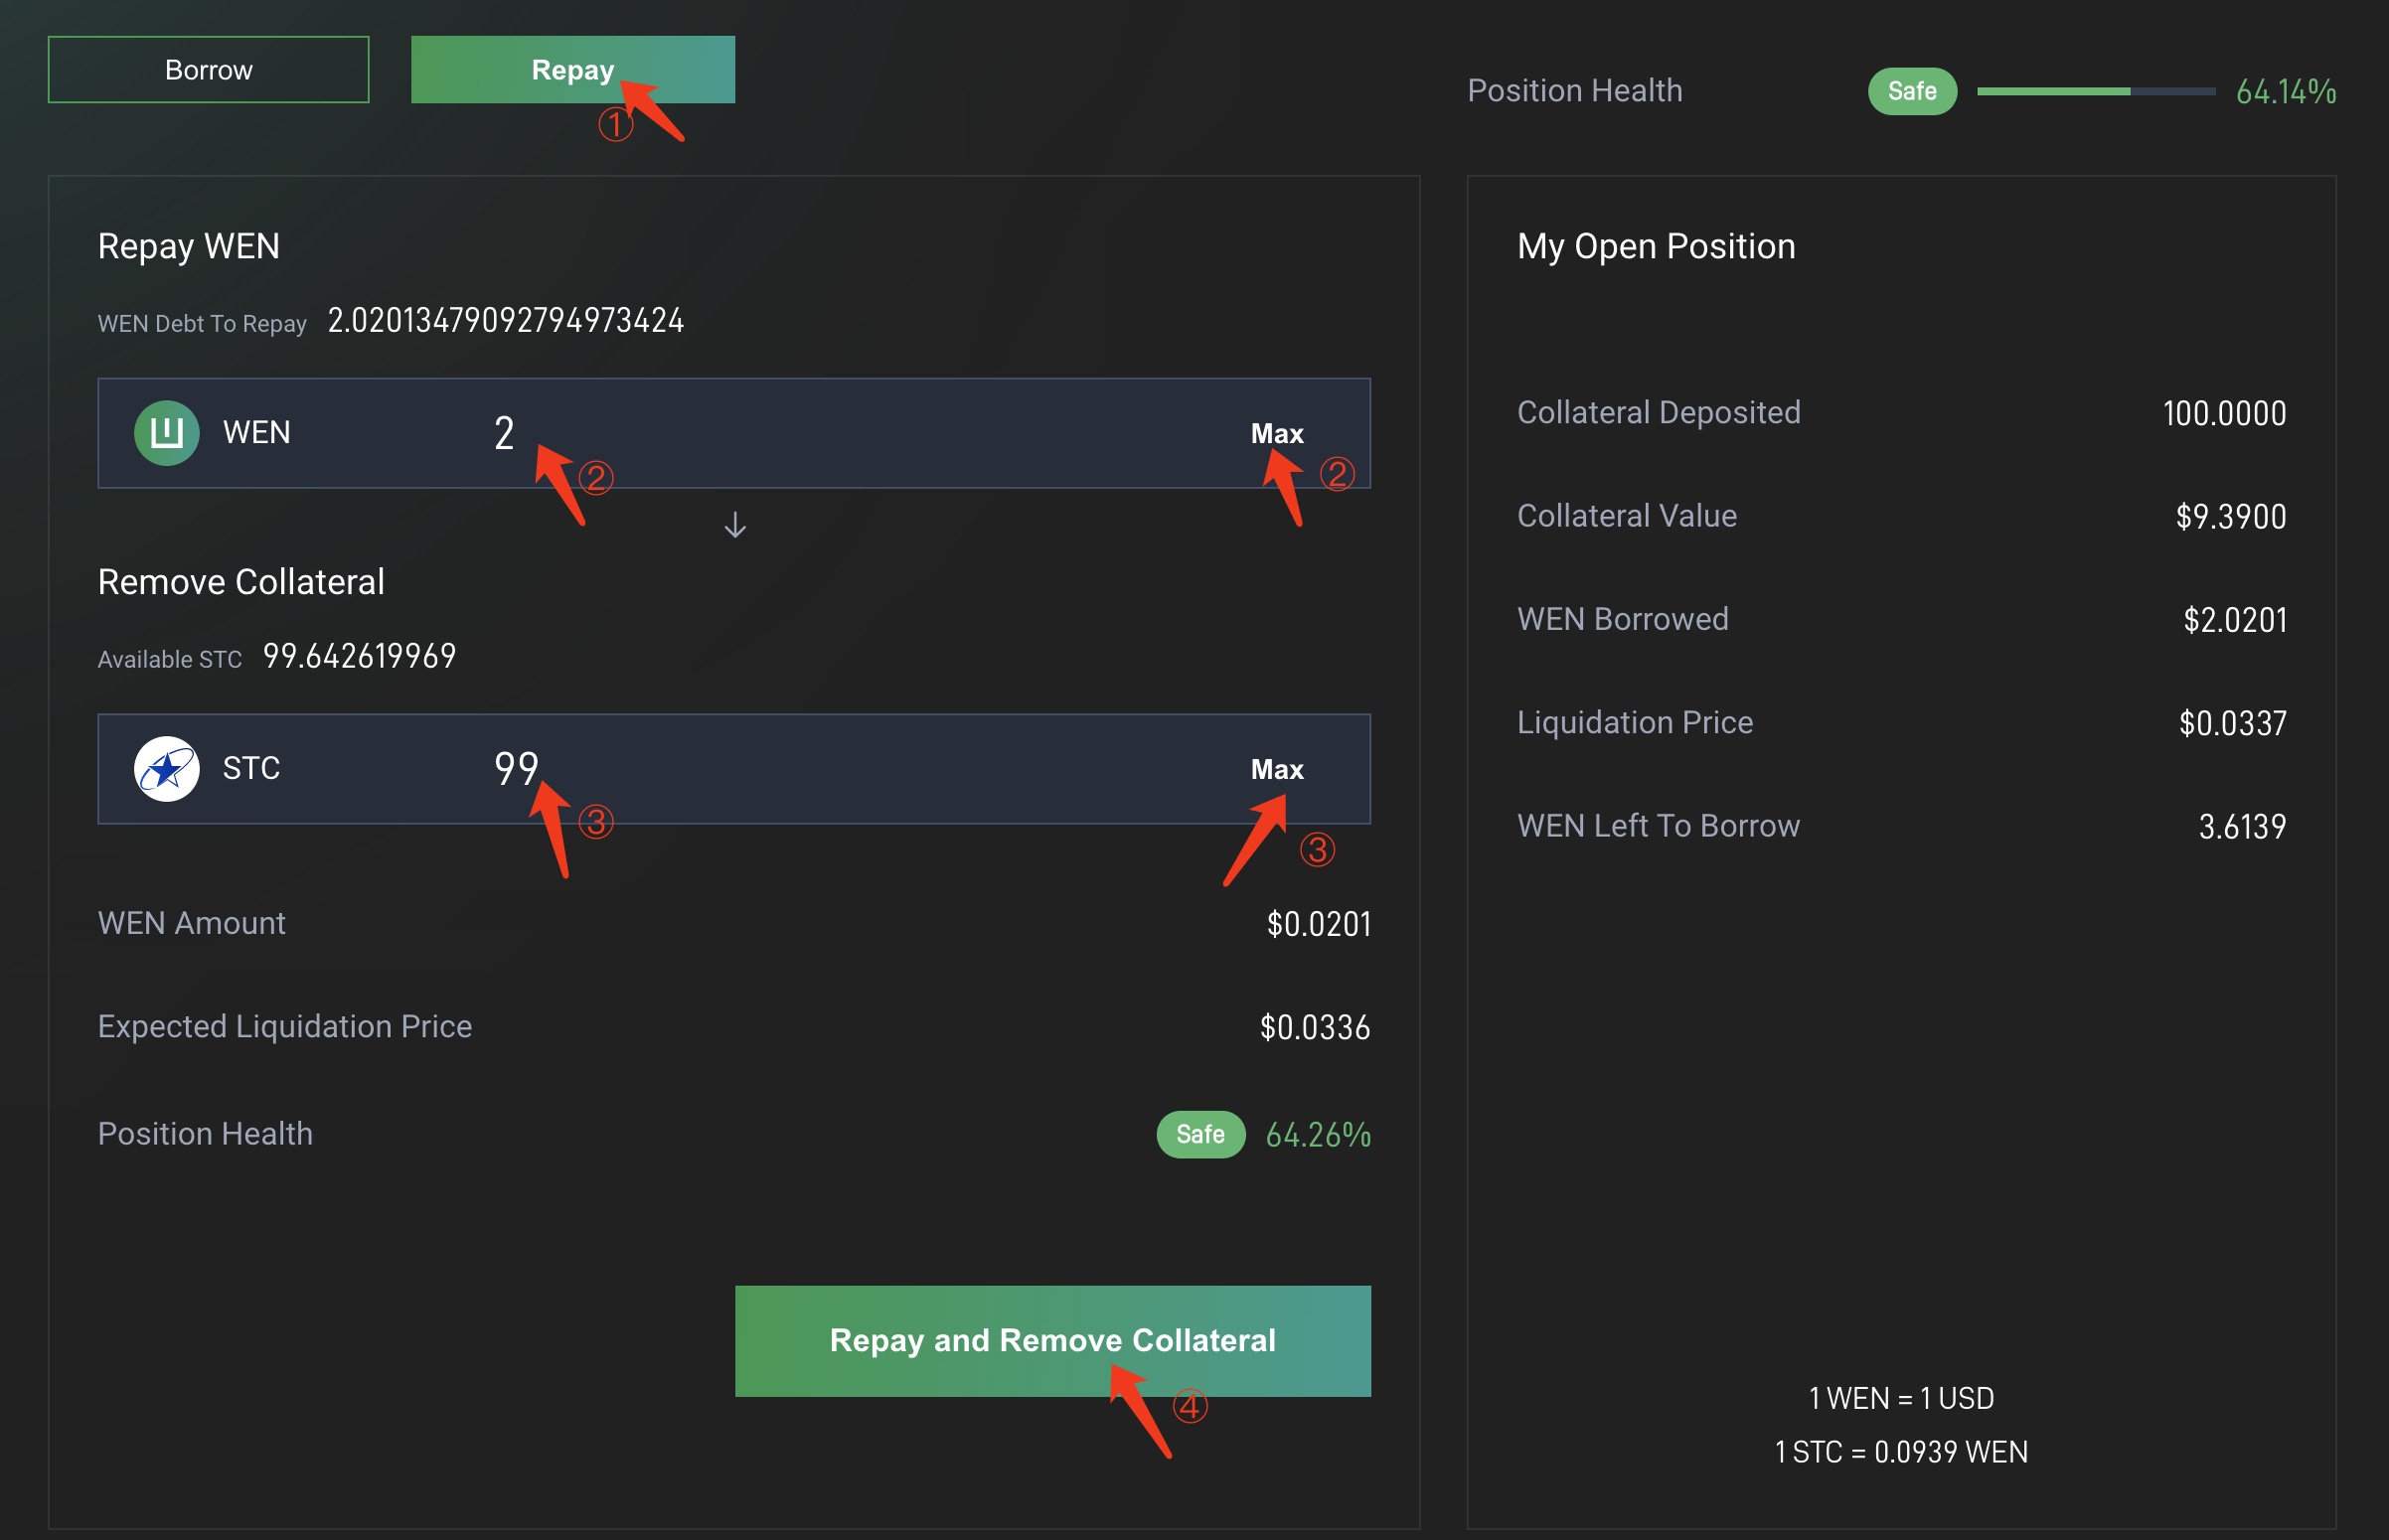 Borrow
Repay
①
Position Health
Safe
64.14%
Repay WEN
WEN Debt To Repay 2.02013479092794973424
WEN
2
Max
②
②
Remove Collateral
Available STC 99.642619969
STC
99
Max
③
③
WEN Amount
$0.0201
Expected Liquidation Price
$0.0336
Position Health
Safe
64.26%
Repay and Remove Collateral
④
My Open Position
Collateral Deposited
100.0000
Collateral Value
$9.3900
WEN Borrowed
$2.0201
Liquidation Price
$0.0337
WEN Left To Borrow
3.6139
1 WEN = 1 USD
1 STC = 0.0939 WEN